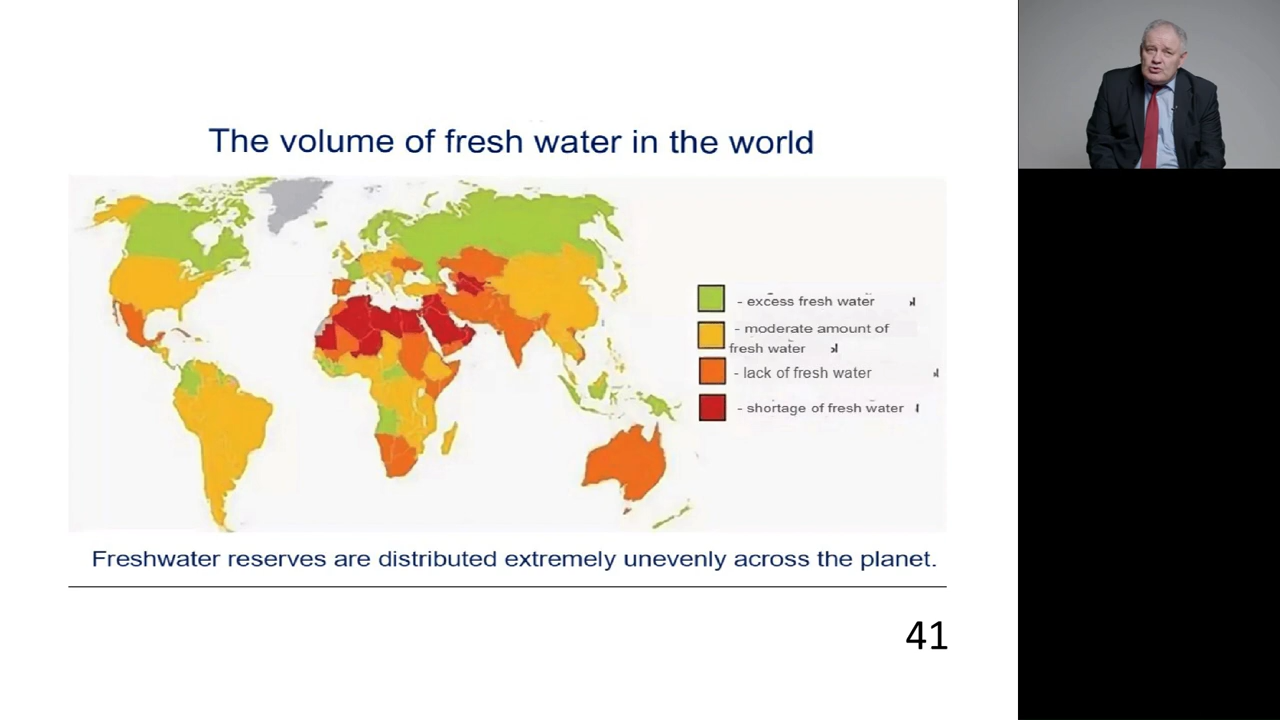 The volume of fresh water in the world
- excess fresh water
- moderate amount of
fresh water
- lack of fresh water
- shortage of fresh water
Freshwater reserves are distributed extremely unevenly across the planet.
41